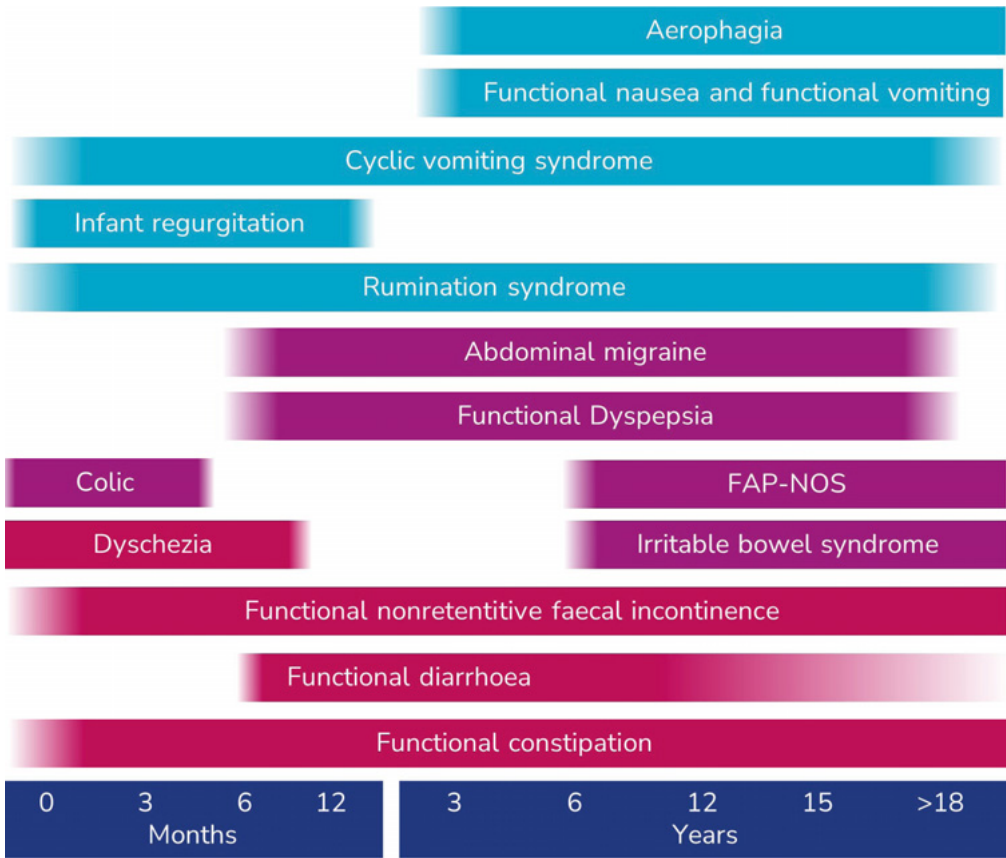 Aerophagia
Functional nausea and functional vomiting
Cyclic vomiting syndrome
Infant regurgitation
Rumination syndrome
Abdominal migraine
Functional Dyspepsia
Colic
FAP-NOS
Dyschezia
Irritable bowel syndrome
Functional nonretentitive faecal incontinence
Functional diarrhoea
Functional constipation
0 3 6 12
Months
3 6 12 15 >18
Years